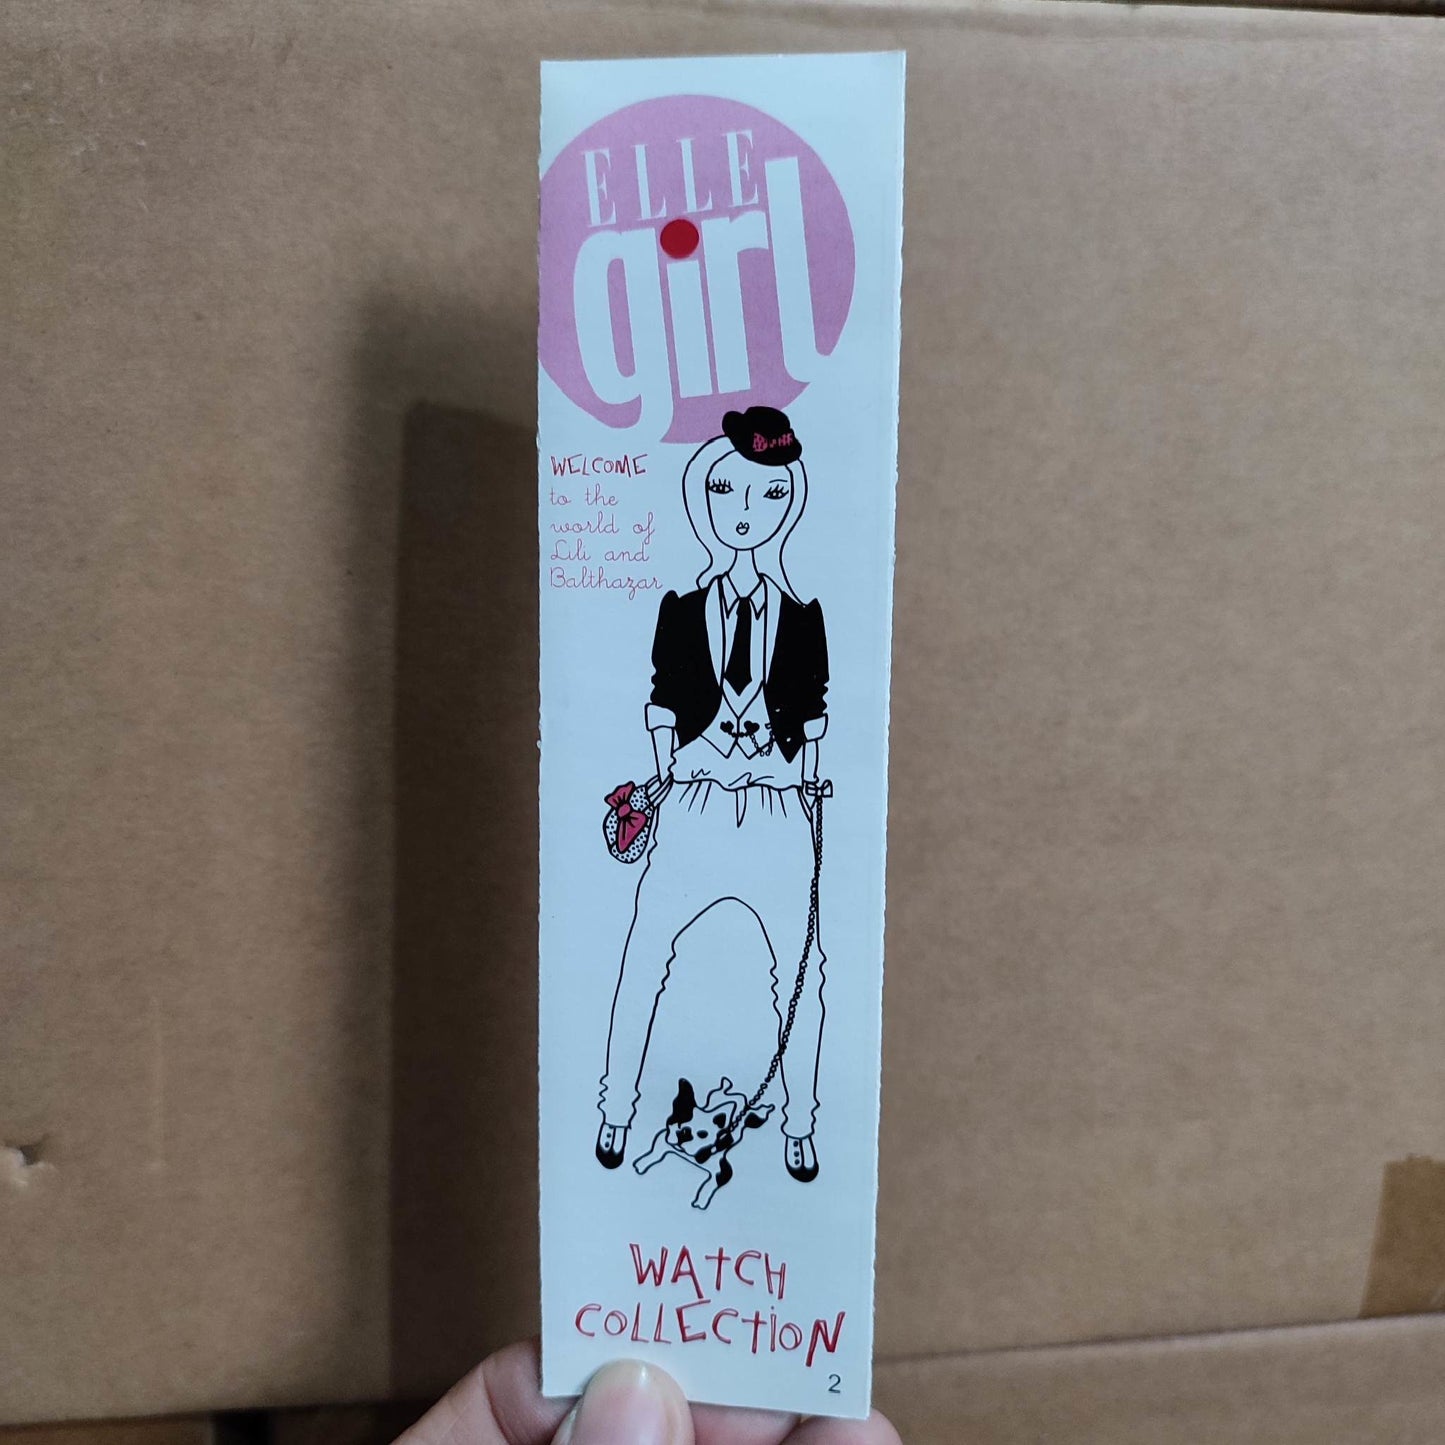 ELLE
girl
WELCOME
to the
world of
Lili and
Balthazar
WATCH
COLLECTION
2